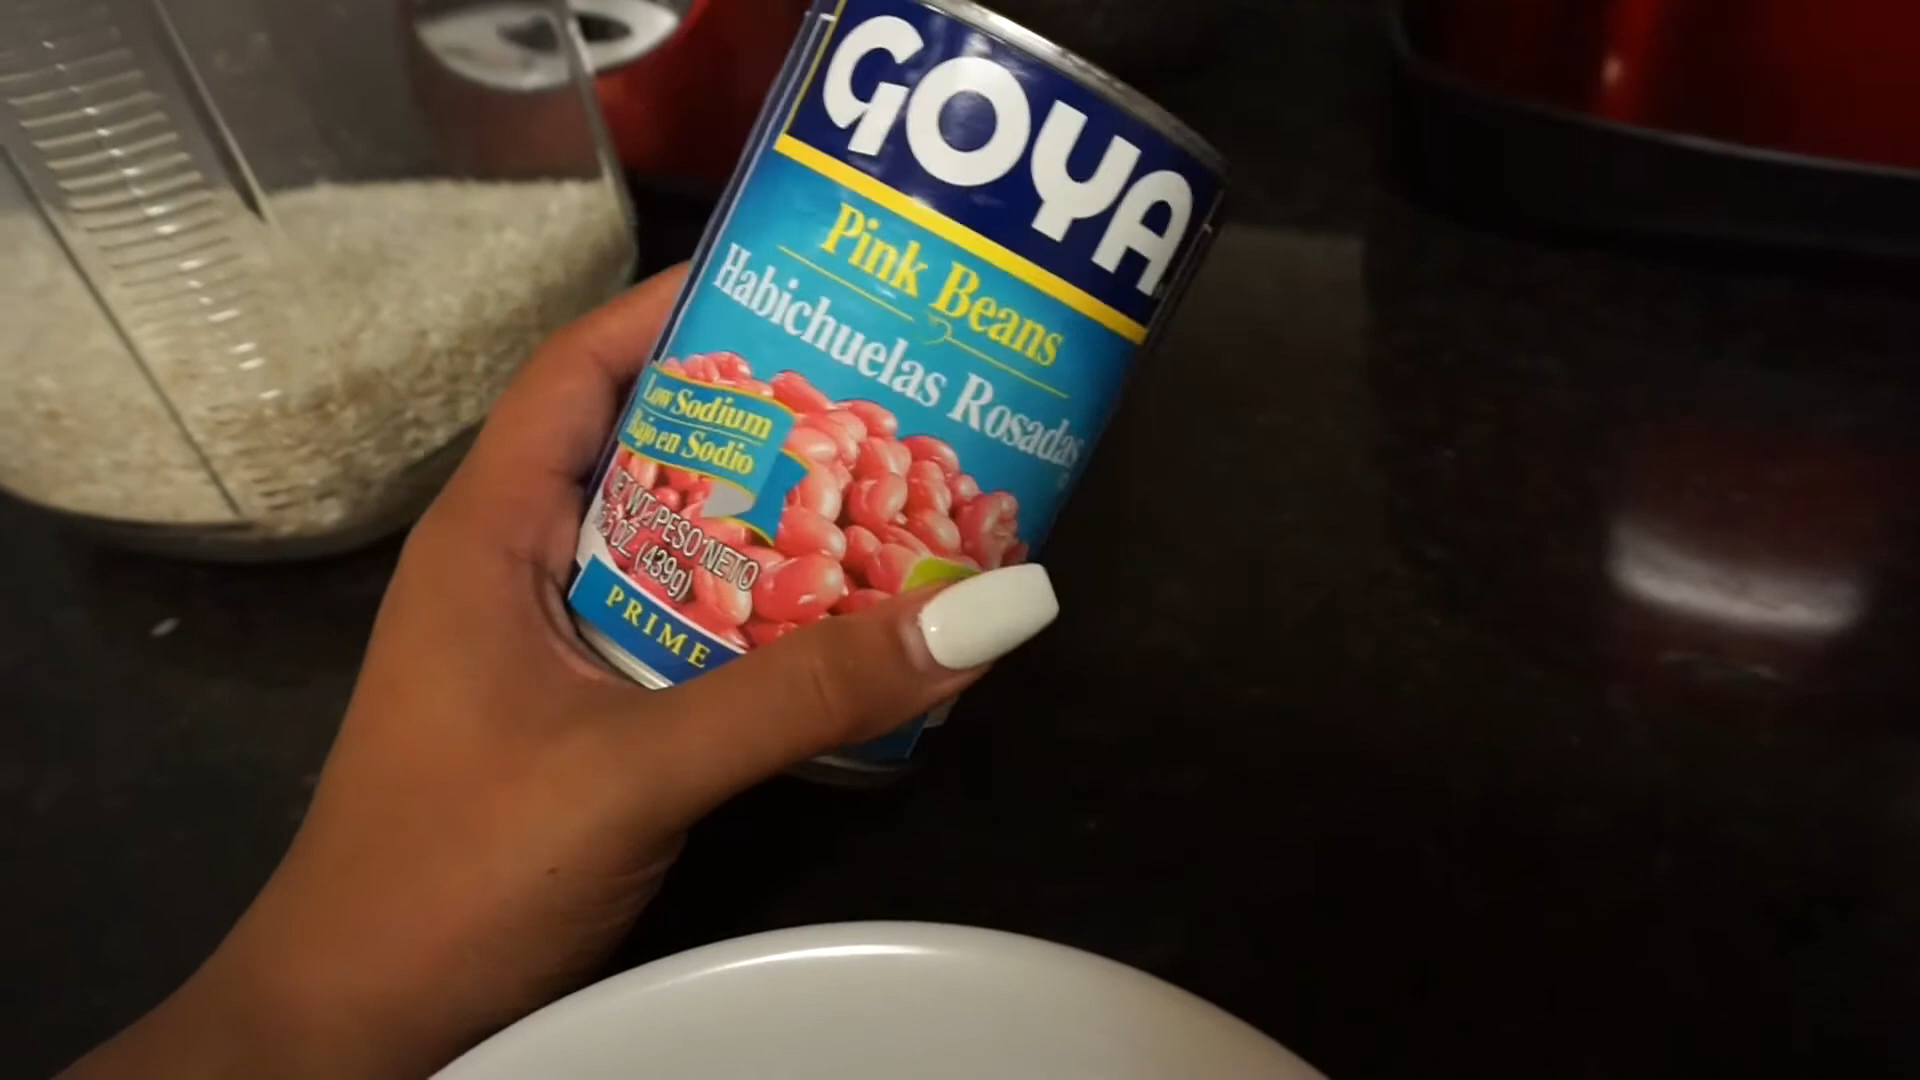 GOYA
Pink Beans
Habichuelas Rosadas
Low Sodium
Bajo en Sodio
NET WT./PESO NETO
OZ (439g)
PRIME